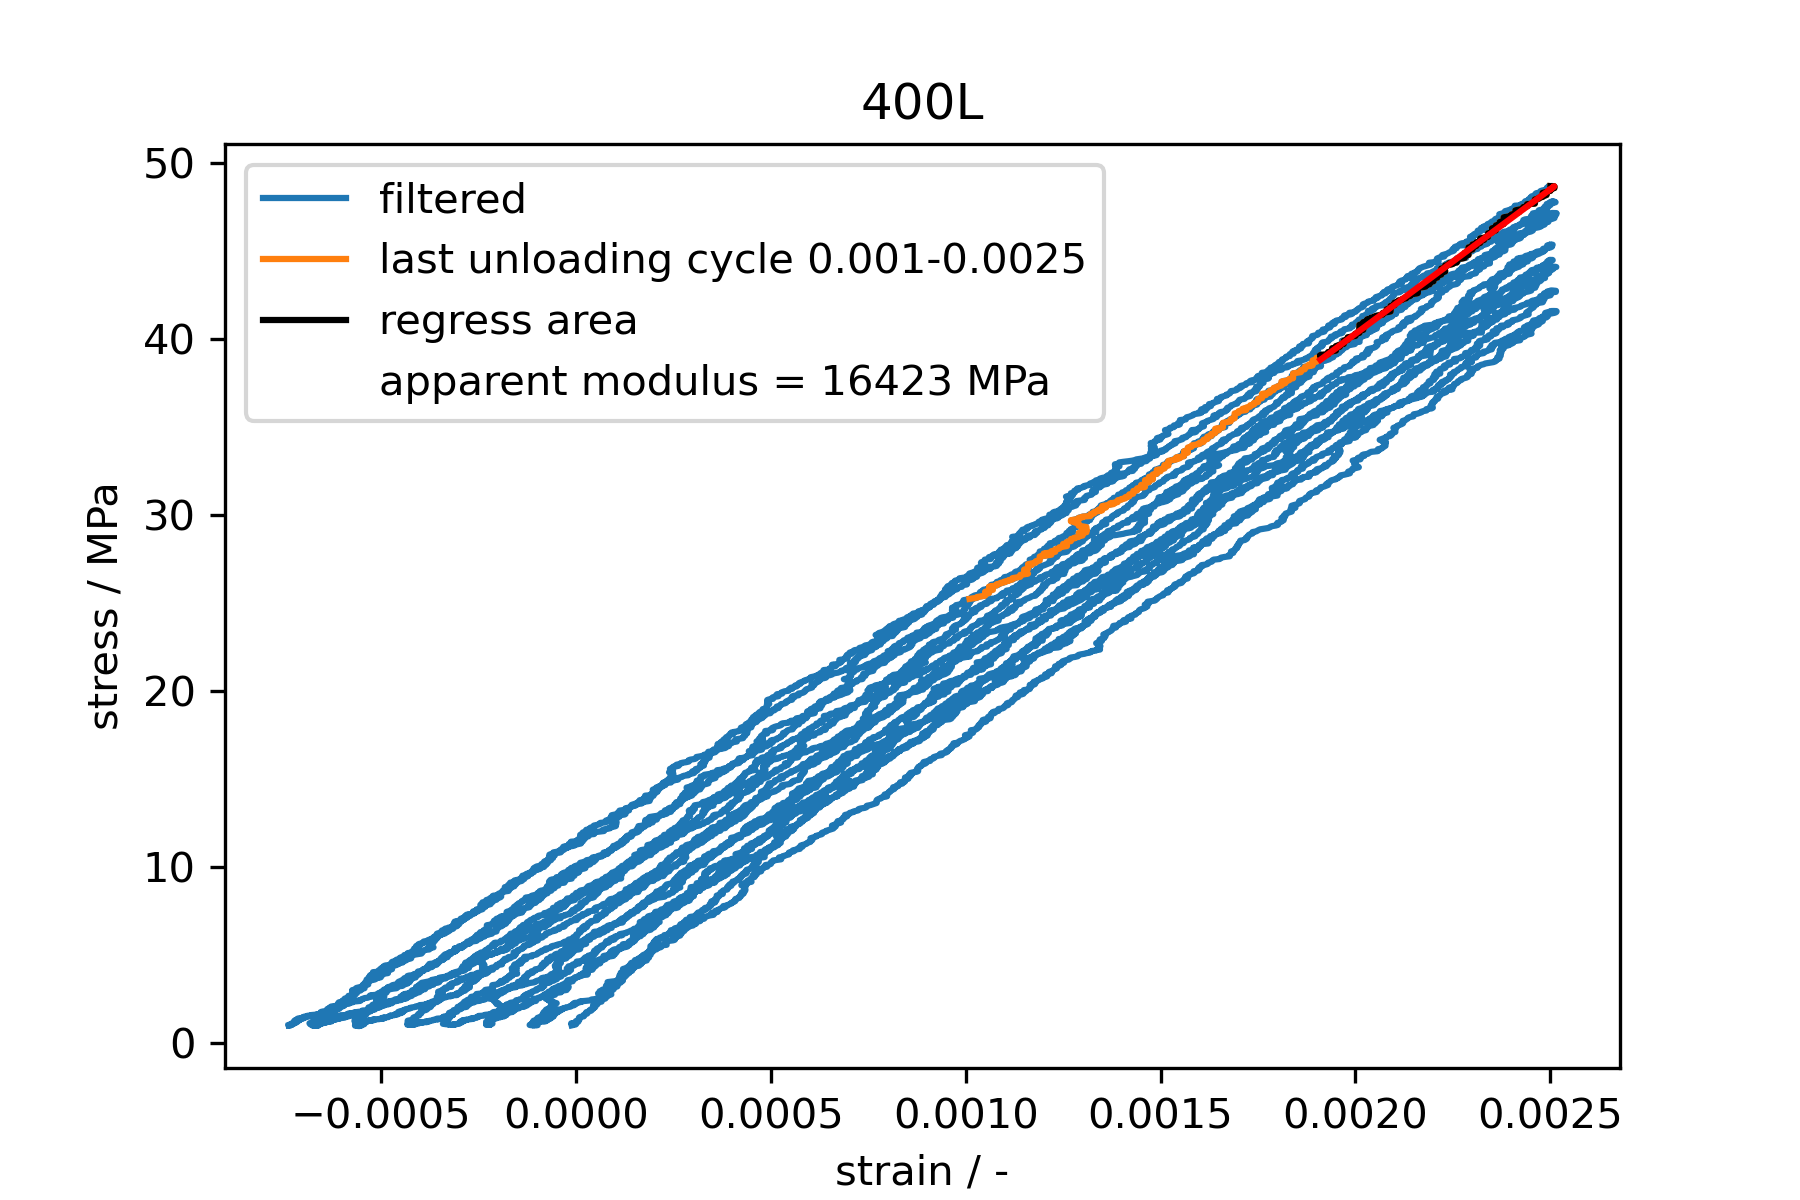 400L
50
40
30
20
10
0
stress / MPa
filtered
last unloading cycle 0.001-0.0025
regress area
apparent modulus = 16423 MPa
−0.0005 0.0000 0.0005 0.0010 0.0015 0.0020 0.0025
strain / -